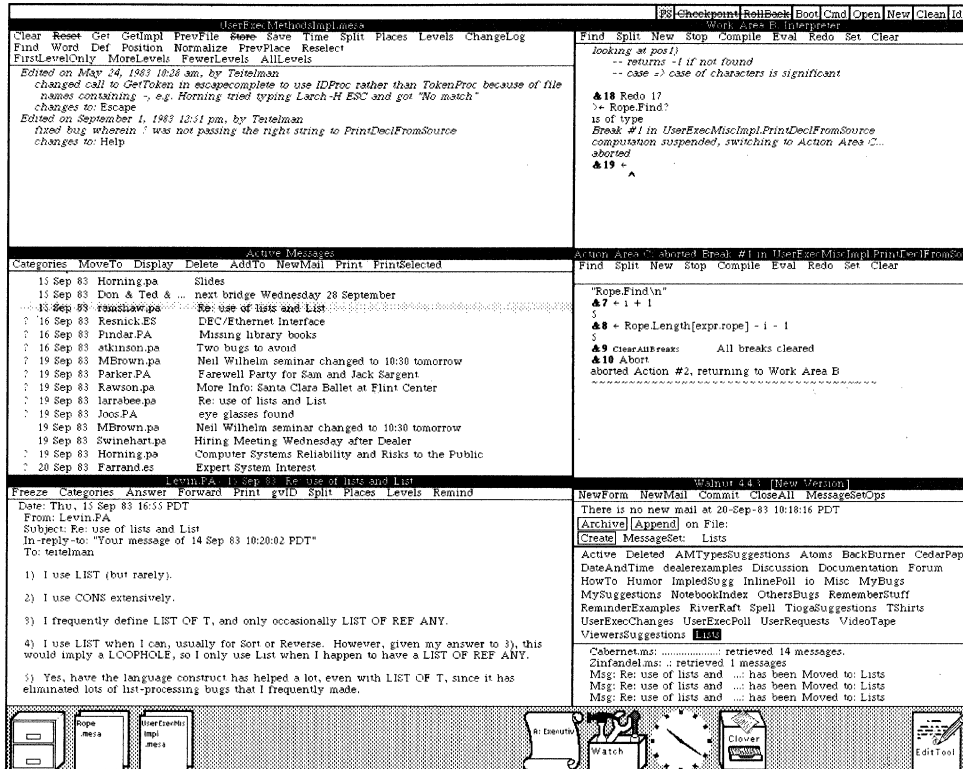 PS Checkpoint RollBack Boot Cmd Open New Clean Id
UserExecMethodsImpl.mesa
Clear Reset Get GetImpl PrevFile Store Save Time Split Places Levels ChangeLog
Find Word Def Position Normalize PrevPlace Reselect
FirstLevelOnly MoreLevels FewerLevels AllLevels
Edited on May 24, 1983 10:28 am, by Teitelman
changed call to GetToken in escapecomplete to use IDProc rather than TokenProc because of file
names containing -, e.g. Horning tried typing Larch-H ESC and got "No match"
changes to: Escape
Edited on September 1, 1983 12:51 pm, by Teitelman
fixed bug wherein ? was not passing the right string to PrintDeclFromSource
changes to: Help
Work Area B. Interpreter
Find Split New Stop Compile Eval Redo Set Clear
looking at pos1)
-- returns -1 if not found
-- case => case of characters is significant
&18 Redo 17
>← Rope.Find?
is of type
Break #1 in UserExecMiscImpl.PrintDeclFromSource
computation suspended, switching to Action Area C...
aborted
&19 ←
Active Messages
Categories MoveTo Display Delete AddTo NewMail Print PrintSelected
15 Sep 83 Horning.pa Slides
15 Sep 83 Don & Ted & ... next bridge Wednesday 28 September
15 Sep 83 ramshaw.pa Re: use of lists and List
? 16 Sep 83 Resnick.ES DEC/Ethernet Interface
? 16 Sep 83 Pindar.PA Missing library books
? 16 Sep 83 atkinson.pa Two bugs to avoid
? 19 Sep 83 MBrown.pa Neil Wilhelm seminar changed to 10:30 tomorrow
? 19 Sep 83 Parker.PA Farewell Party for Sam and Jack Sargent
? 19 Sep 83 Rawson.pa More Info: Santa Clara Ballet at Flint Center
? 19 Sep 83 larrabee.pa Re: use of lists and List
? 19 Sep 83 Joos.PA eye glasses found
19 Sep 83 MBrown.pa Neil Wilhelm seminar changed to 10:30 tomorrow
19 Sep 83 Swinehart.pa Hiring Meeting Wednesday after Dealer
? 19 Sep 83 Horning.pa Computer Systems Reliability and Risks to the Public
? 20 Sep 83 Farrand.es Expert System Interest
Action Area C: aborted Break #1 in UserExecMiscImpl.PrintDeclFromSo
Find Split New Stop Compile Eval Redo Set Clear
"Rope.Find\n"
&7 ← i + 1
5
&8 ← Rope.Length[expr.rope] - i - 1
5
&9 ClearAllBreaks All breaks cleared
&10 Abort
aborted Action #2, returning to Work Area B
~~~~~~~~~~~~~~~~~~~~~~~~~~~~~~~~~~~~
Levin.PA 15 Sep 83 Re: use of lists and List
Freeze Categories Answer Forward Print gvID Split Places Levels Remind
Date: Thu, 15 Sep 83 16:55 PDT
From: Levin.PA
Subject: Re: use of lists and List
In-reply-to: "Your message of 14 Sep 83 10:20:02 PDT"
To: teitelman
1) I use LIST (but rarely).
2) I use CONS extensively.
3) I frequently define LIST OF T, and only occasionally LIST OF REF ANY.
4) I use LIST when I can, usually for Sort or Reverse. However, given my answer to 3), this
would imply a LOOPHOLE, so I only use List when I happen to have a LIST OF REF ANY.
5) Yes, have the language construct has helped a lot, even with LIST OF T, since it has
eliminated lots of list-processing bugs that I frequently made.
Walnut 4.4.3 [New Version]
NewForm NewMail Commit CloseAll MessageSetOps
There is no new mail at 20-Sep-83 10:18:16 PDT
Archive Append on File:
Create MessageSet: Lists
Active Deleted AMTypesSuggestions Atoms BackBurner CedarPap
DateAndTime dealerexamples Discussion Documentation Forum
HowTo Humor ImpledSugg InlinePoll io Misc MyBugs
MySuggestions NotebookIndex OthersBugs RememberStuff
ReminderExamples RiverRaft Spell TiogaSuggestions TShirts
UserExecChanges UserExecPoll UserRequests VideoTape
ViewersSuggestions Lists
Cabernet.ms: ...................: retrieved 14 messages.
Zinfandel.ms: .: retrieved 1 messages
Msg: Re: use of lists and ...: has been Moved to: Lists
Msg: Re: use of lists and ...: has been Moved to: Lists
Msg: Re: use of lists and ...: has been Moved to: Lists
Rope
.mesa
UserExecMis
Impl
.mesa
A: Executiv
Watch
Clover
EditTool